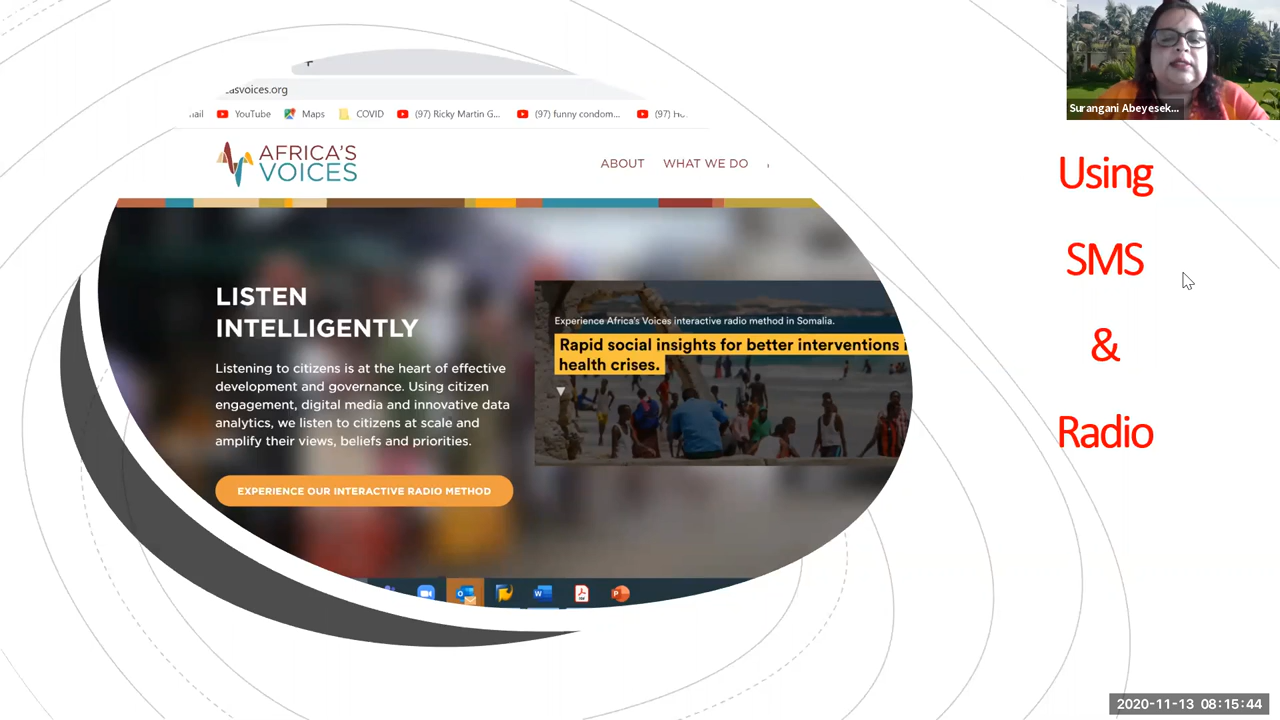 asvoices.org
YouTube
Maps
COVID
(97) Ricky Martin G...
(97) funny condom...
AFRICA'S
VOICES
ABOUT
WHAT WE DO
LISTEN
INTELLIGENTLY
Listening to citizens is at the heart of effective
development and governance. Using citizen
engagement, digital media and innovative data
analytics, we listen to citizens at scale and
amplify their views, beliefs and priorities.
EXPERIENCE OUR INTERACTIVE RADIO METHOD
Experience Africa's Voices interactive radio method in Somalia.
Rapid social insights for better interventions
health crises.
Surangani Abeyesek...
Using
SMS
&
Radio
2020-11-13 08:15:44